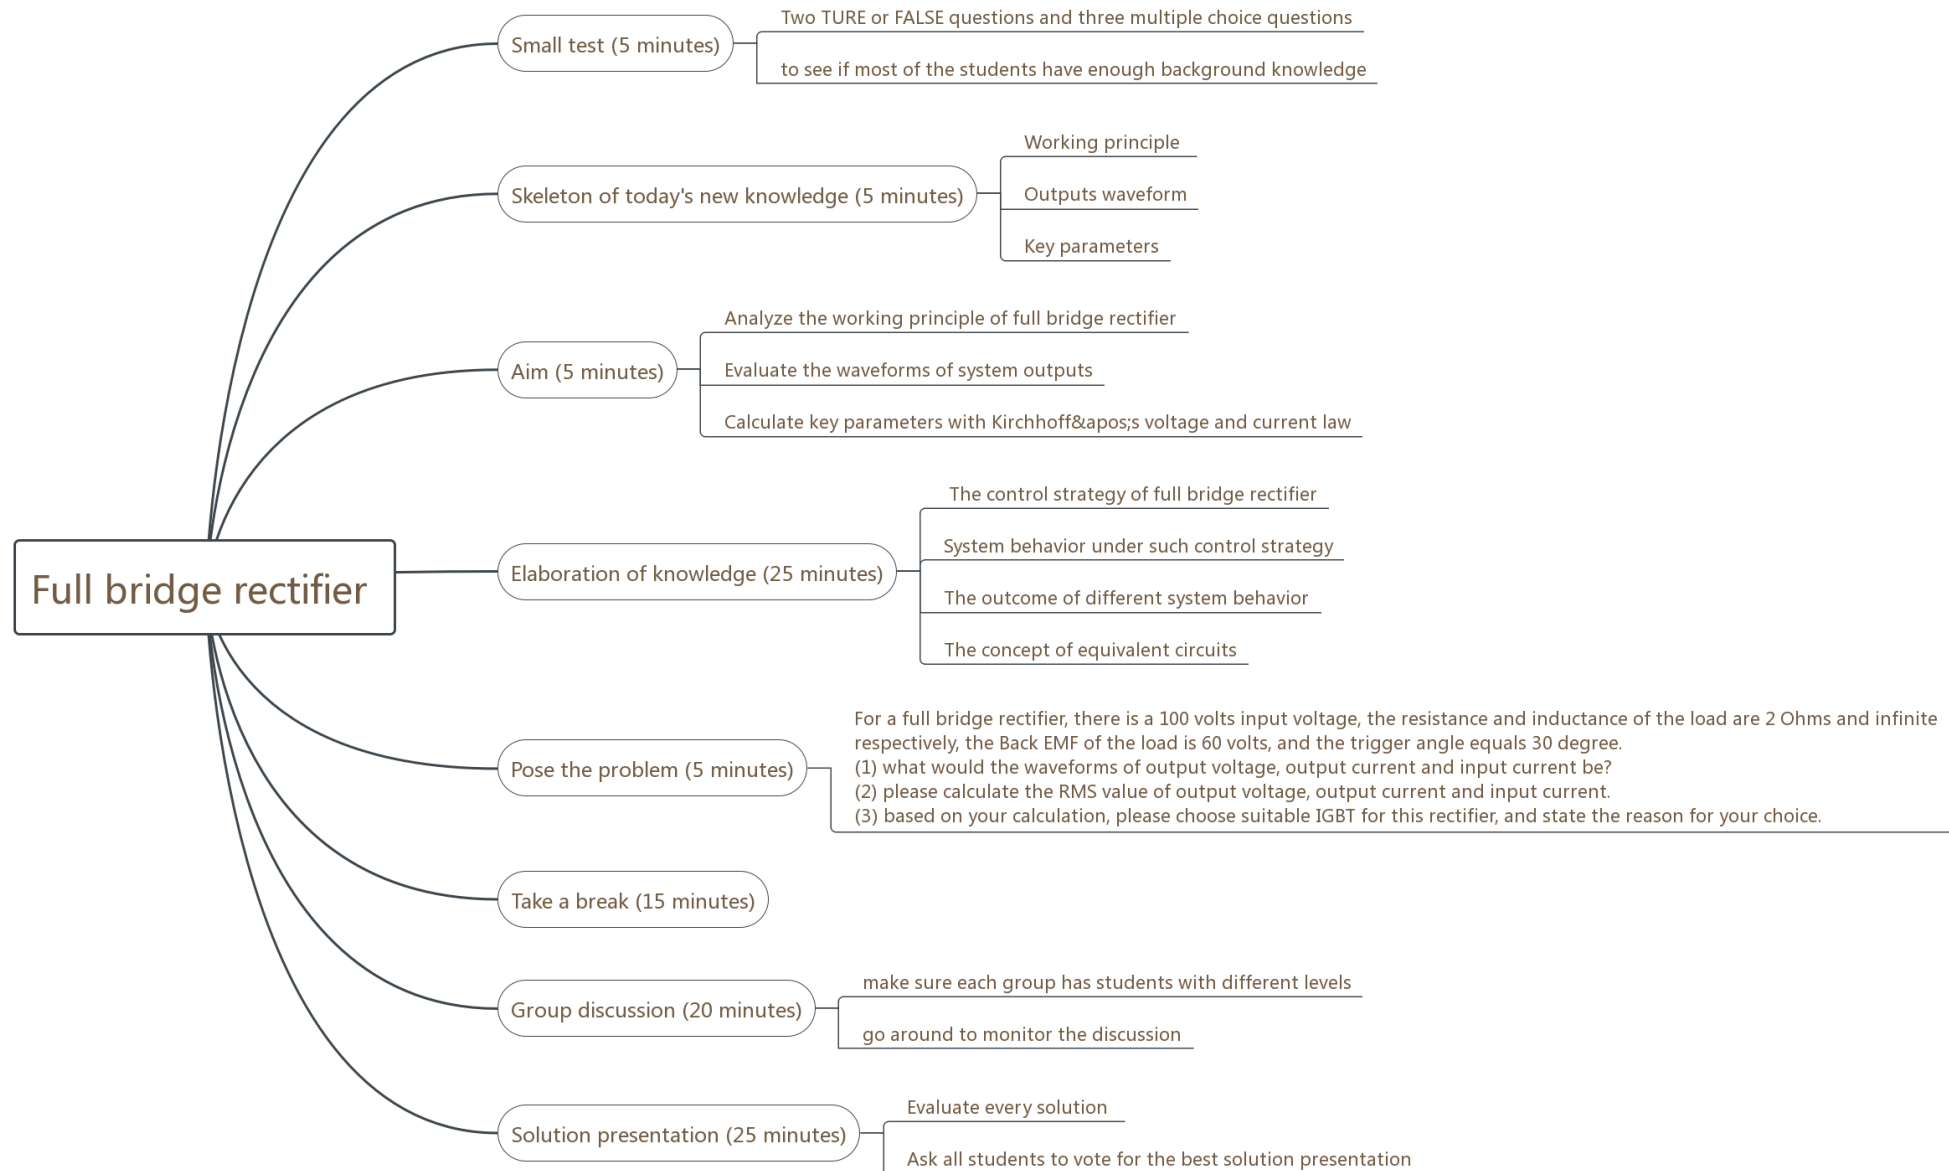 Full bridge rectifier
Small test (5 minutes)
Two TURE or FALSE questions and three multiple choice questions
to see if most of the students have enough background knowledge
Skeleton of today's new knowledge (5 minutes)
Working principle
Outputs waveform
Key parameters
Aim (5 minutes)
Analyze the working principle of full bridge rectifier
Evaluate the waveforms of system outputs
Calculate key parameters with Kirchhoff&apos;s voltage and current law
Elaboration of knowledge (25 minutes)
The control strategy of full bridge rectifier
System behavior under such control strategy
The outcome of different system behavior
The concept of equivalent circuits
Pose the problem (5 minutes)
For a full bridge rectifier, there is a 100 volts input voltage, the resistance and inductance of the load are 2 Ohms and infinite
respectively, the Back EMF of the load is 60 volts, and the trigger angle equals 30 degree.
(1) what would the waveforms of output voltage, output current and input current be?
(2) please calculate the RMS value of output voltage, output current and input current.
(3) based on your calculation, please choose suitable IGBT for this rectifier, and state the reason for your choice.
Take a break (15 minutes)
Group discussion (20 minutes)
make sure each group has students with different levels
go around to monitor the discussion
Solution presentation (25 minutes)
Evaluate every solution
Ask all students to vote for the best solution presentation